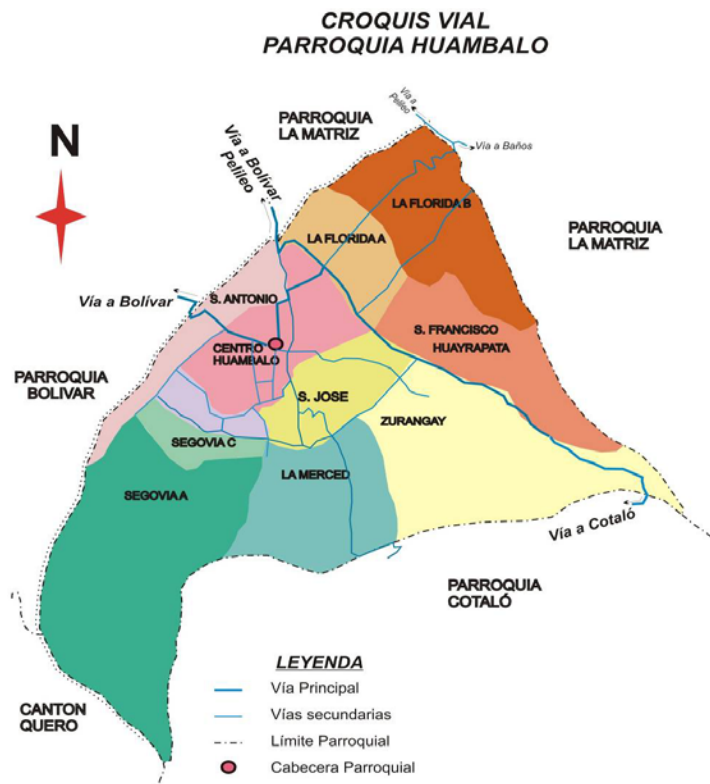 CROQUIS VIAL
PARROQUIA HUAMBALO
PARROQUIA
LA MATRIZ
Vía a
Pelileo
Vía a Baños
N
Vía a Bolívar
Pelileo
LA FLORIDA B
LA FLORIDA A
PARROQUIA
LA MATRIZ
Vía a Bolívar
S. ANTONIO
S. FRANCISCO
HUAYRAPATA
CENTRO
HUAMBALO
PARROQUIA
BOLIVAR
S. JOSE
ZURANGAY
SEGOVIA C
LA MERCED
SEGOVIA A
Vía a Cotaló
PARROQUIA
COTALÓ
CANTON
QUERO
LEYENDA
Vía Principal
Vías secundarias
Límite Parroquial
Cabecera Parroquial